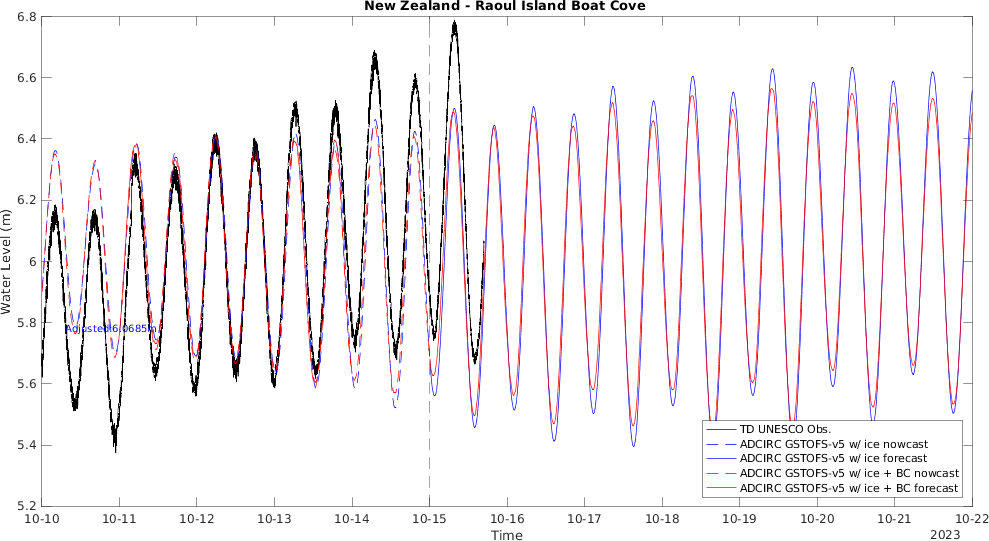 New Zealand - Raoul Island Boat Cove
6.8
6.6
6.4
6.2
6
5.8
5.6
5.4
5.2
Water Level (m)
Adjusted 6.0685m
TD UNESCO Obs.
ADCIRC GSTOFS-v5 w/ ice nowcast
ADCIRC GSTOFS-v5 w/ ice forecast
ADCIRC GSTOFS-v5 w/ ice + BC nowcast
ADCIRC GSTOFS-v5 w/ ice + BC forecast
10-10 10-11 10-12 10-13 10-14 10-15 10-16 10-17 10-18 10-19 10-20 10-21 10-22
Time
2023